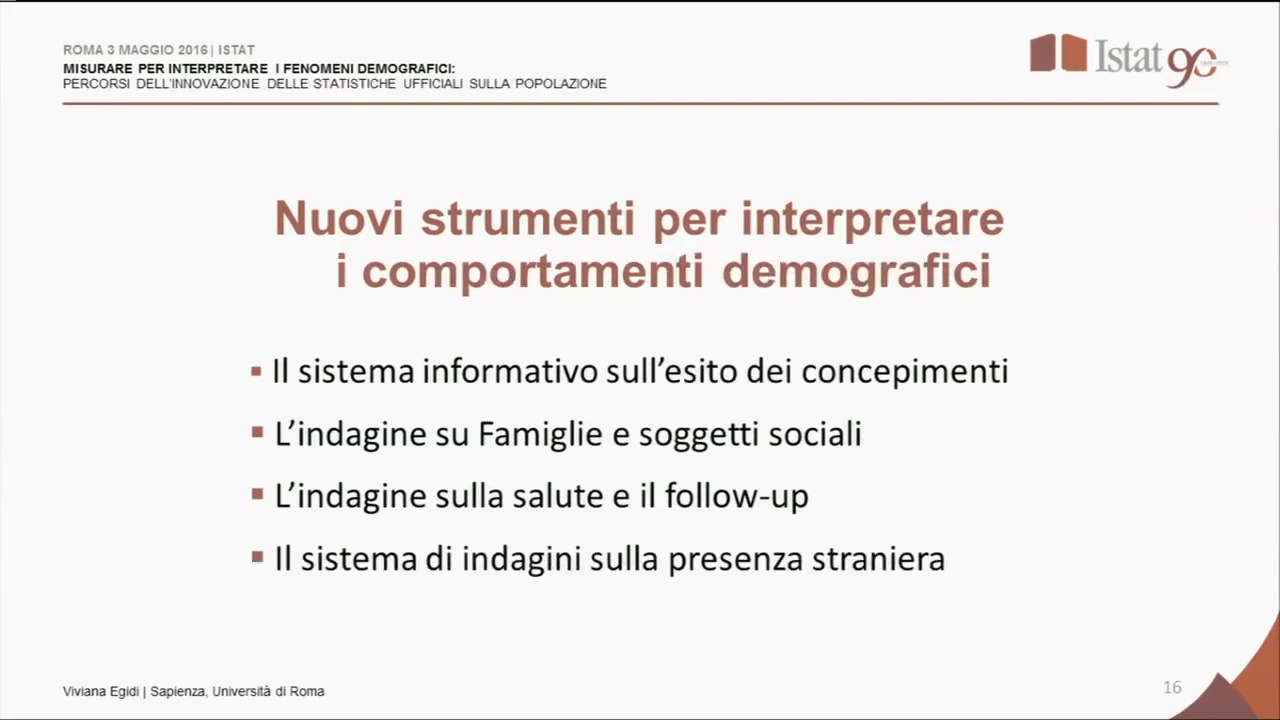 ROMA 3 MAGGIO 2016| ISTAT
MISURARE PER INTERPRETARE I FENOMENI DEMOGRAFICI:
PERCORSI DELL'INNOVAZIONE DELLE STATISTICHE UFFICIALI SULLA POPOLAZIONE
Istat 90
Nuovi strumenti per interpretare
i comportamenti demografici
▪ Il sistema informativo sull'esito dei concepimenti
▪ L'indagine su Famiglie e soggetti sociali
▪ L'indagine sulla salute e il follow-up
▪ Il sistema di indagini sulla presenza straniera
Viviana Egidi | Sapienza, Università di Roma
16